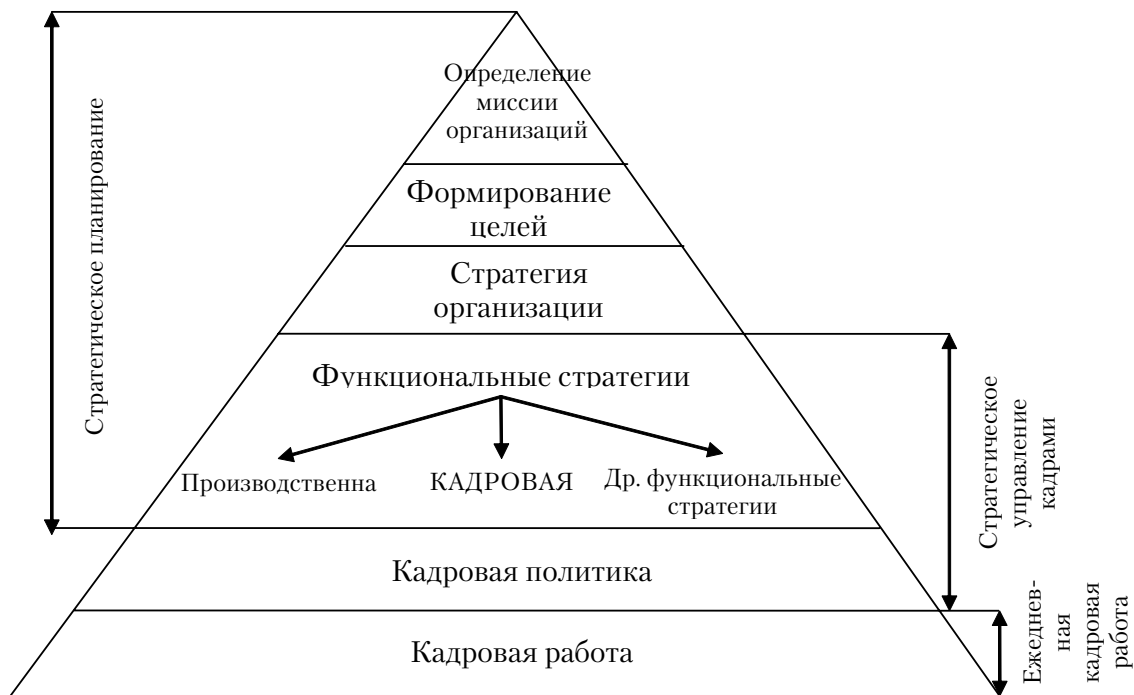 Определение
миссии
организаций
Формирование
целей
Стратегия
организации
Функциональные стратегии
Производственна
КАДРОВАЯ
Др. функциональные
стратегии
Кадровая политика
Кадровая работа
Стратегическое планирование
Стратегическое
управление
кадрами
Ежеднев-
ная
кадровая
работа